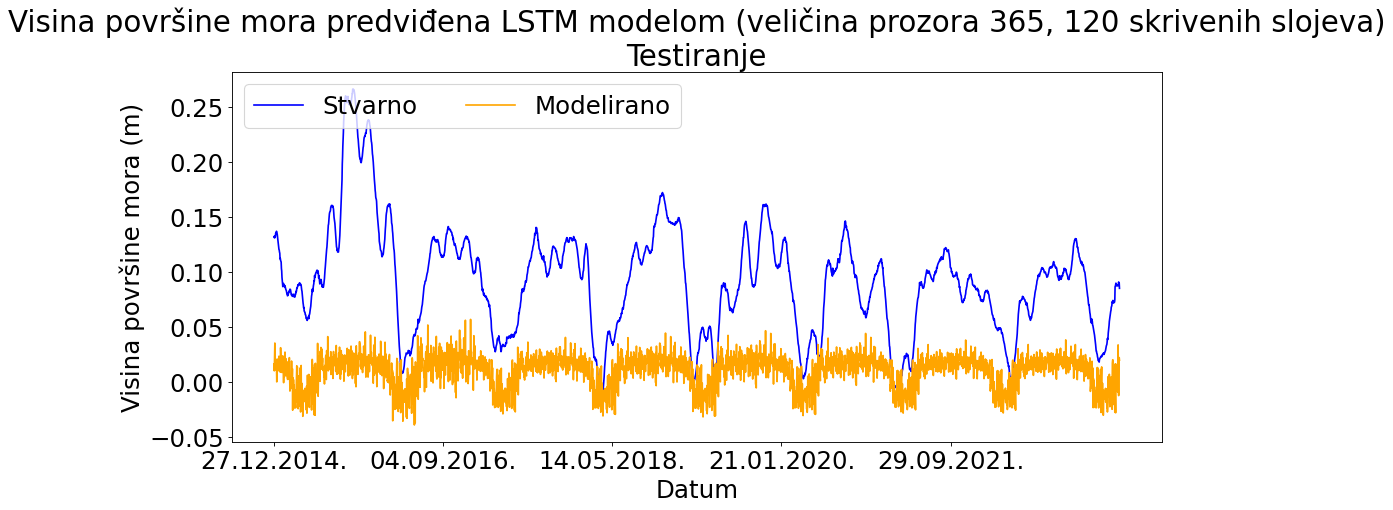 Visina površine mora predviđena LSTM modelom (veličina prozora 365, 120 skrivenih slojeva)
Testiranje
Stvarno
Modelirano
Visina površine mora (m)
0.25
0.20
0.15
0.10
0.05
0.00
−0.05
27.12.2014.
04.09.2016.
14.05.2018.
21.01.2020.
29.09.2021.
Datum